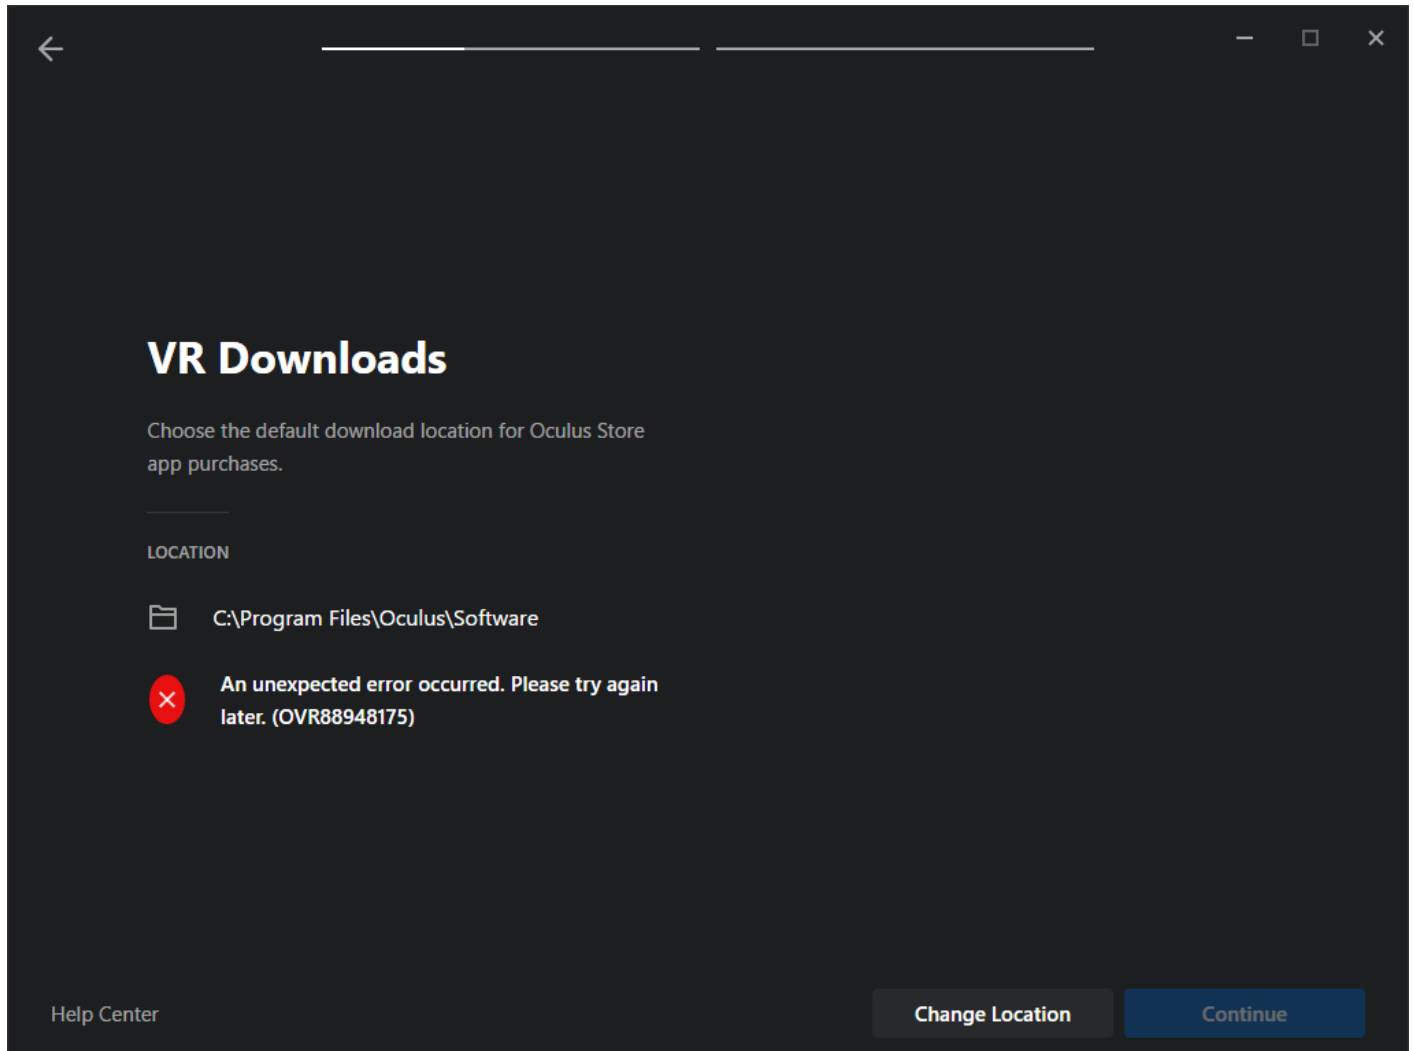 VR Downloads
Choose the default download location for Oculus Store
app purchases.
LOCATION
C:\Program Files\Oculus\Software
An unexpected error occurred. Please try again
later. (OVR88948175)
Help Center
Change Location
Continue